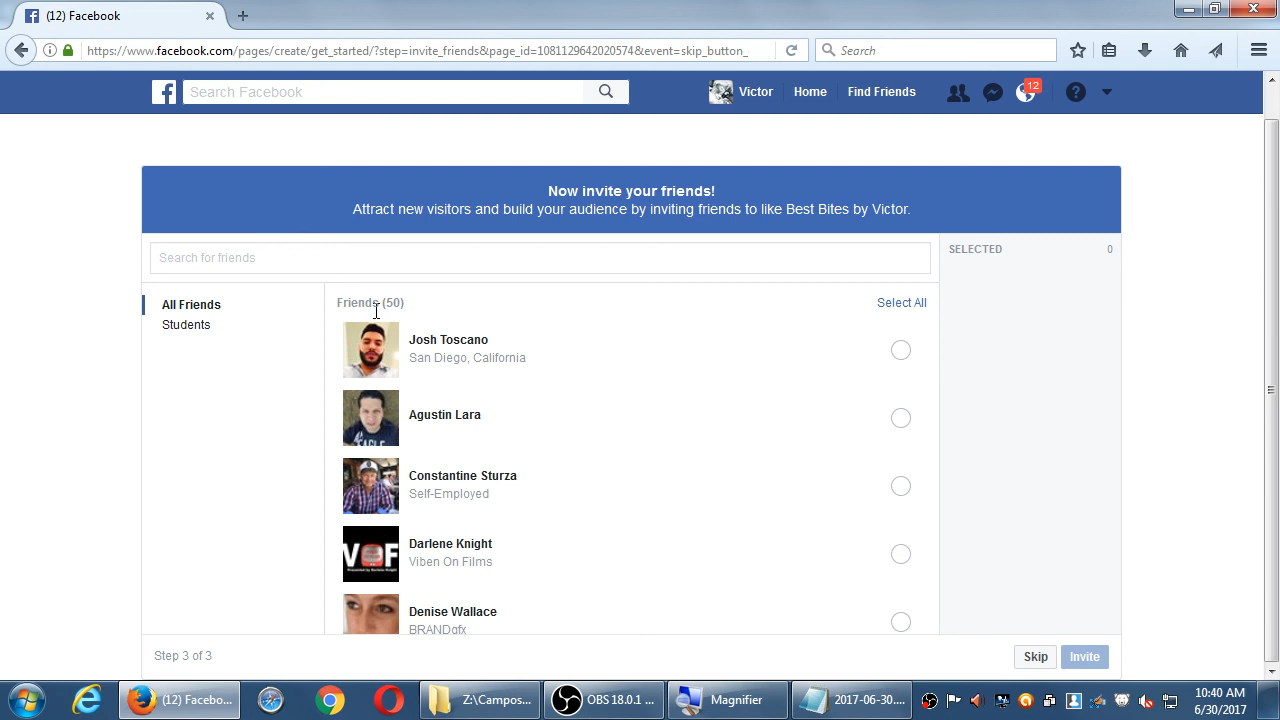 (12) Facebook
https://www.facebook.com/pages/create/get_started/?step=invite_friends&page_id=1081129642020574&event=skip_button_
Search
Search Facebook
Victor
Home
Find Friends
12
Now invite your friends!
Attract new visitors and build your audience by inviting friends to like Best Bites by Victor.
Search for friends
SELECTED 0
All Friends
Students
Friends (50)
Select All
Josh Toscano
San Diego, California
Agustin Lara
Constantine Sturza
Self-Employed
Darlene Knight
Viben On Films
Denise Wallace
BRANDgfx
Step 3 of 3
Skip
Invite
(12) Facebo...
Z:\Campos...
OBS 18.0.1 ...
Magnifier
2017-06-30....
10:40 AM
6/30/2017